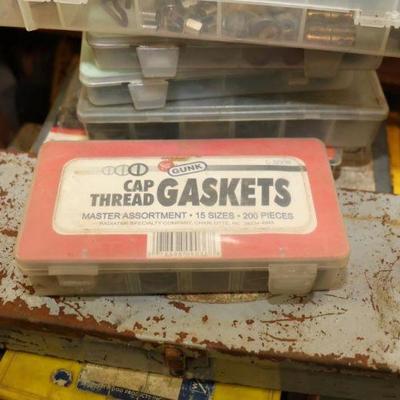 GUNK
CAP
THREAD GASKETS
MASTER ASSORTMENT • 15 SIZES • 200 PIECES
RADIATOR SPECIALTY COMPANY, CHARLOTTE, NC